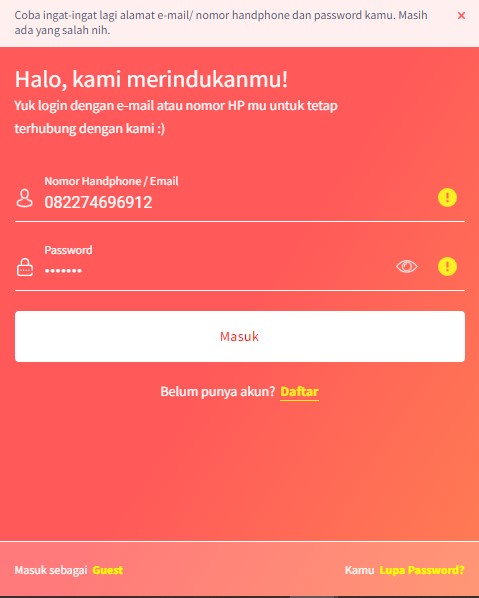 Coba ingat-ingat lagi alamat e-mail/ nomor handphone dan password kamu. Masih
ada yang salah nih.
Halo, kami merindukanmu!
Yuk login dengan e-mail atau nomor HP mu untuk tetap
terhubung dengan kami :)
Nomor Handphone / Email
082274696912
Password
•••••••
Masuk
Belum punya akun? Daftar
Masuk sebagai Guest
Kamu Lupa Password?